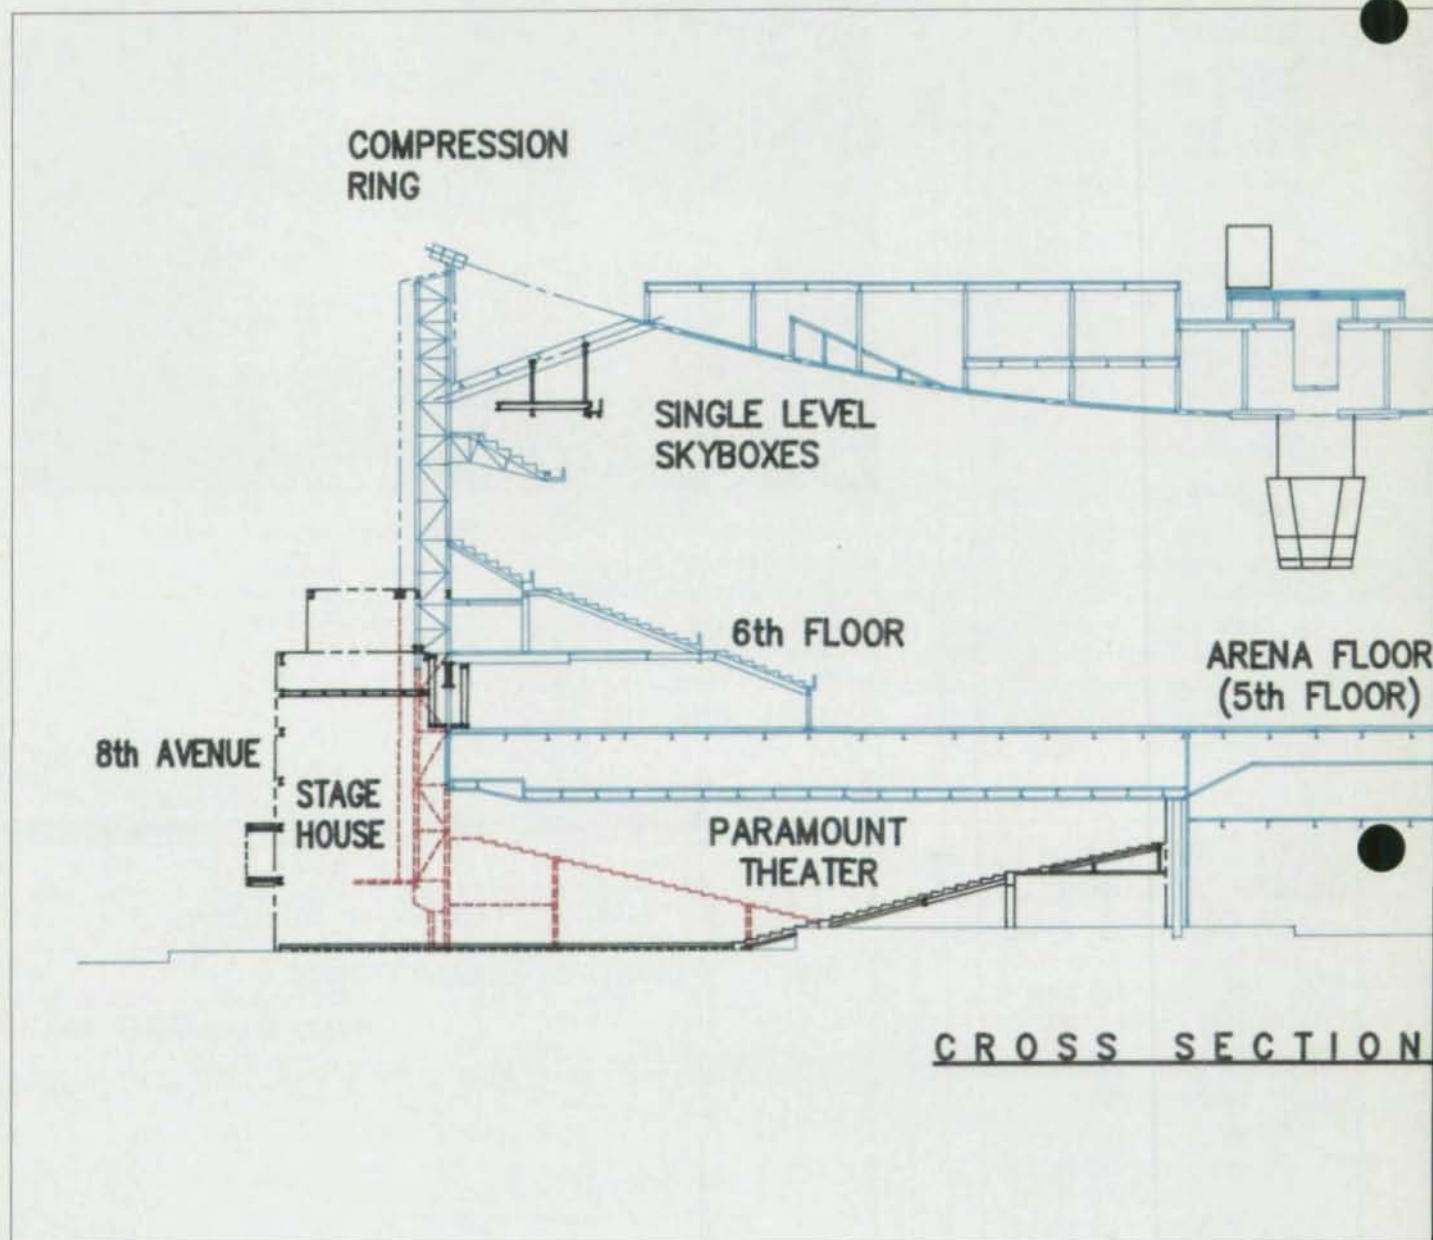 COMPRESSION
RING
SINGLE LEVEL
SKYBOXES
6th FLOOR
ARENA FLOOR
(5th FLOOR)
8th AVENUE
STAGE
HOUSE
PARAMOUNT
THEATER
CROSS SECTION